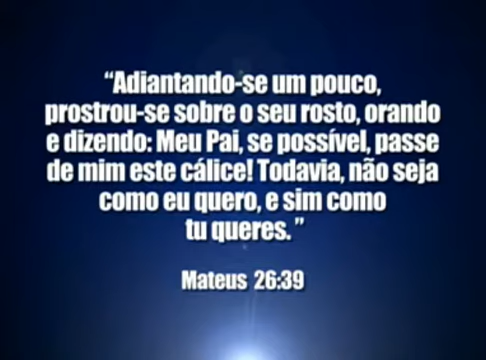 “Adiantando-se um pouco,
prostrou-se sobre o seu rosto, orando
e dizendo: Meu Pai, se possível, passe
de mim este cálice! Todavia, não seja
como eu quero, e sim como
tu queres.”
Mateus 26:39